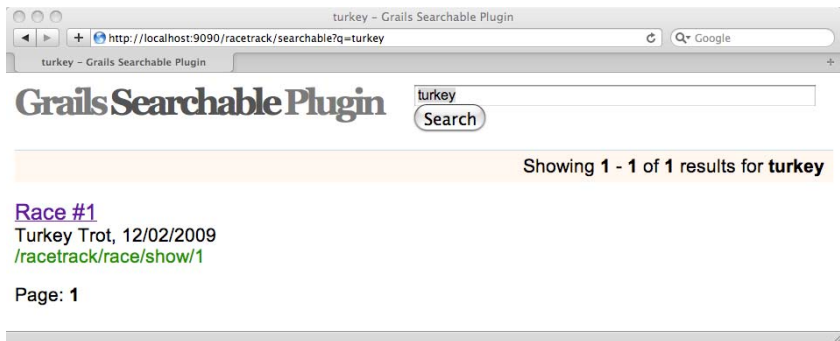 turkey – Grails Searchable Plugin
http://localhost:9090/racetrack/searchable?q=turkey
Google
turkey – Grails Searchable Plugin
Grails Searchable Plugin
turkey
Search
Showing 1 - 1 of 1 results for turkey
Race #1
Turkey Trot, 12/02/2009
/racetrack/race/show/1
Page: 1